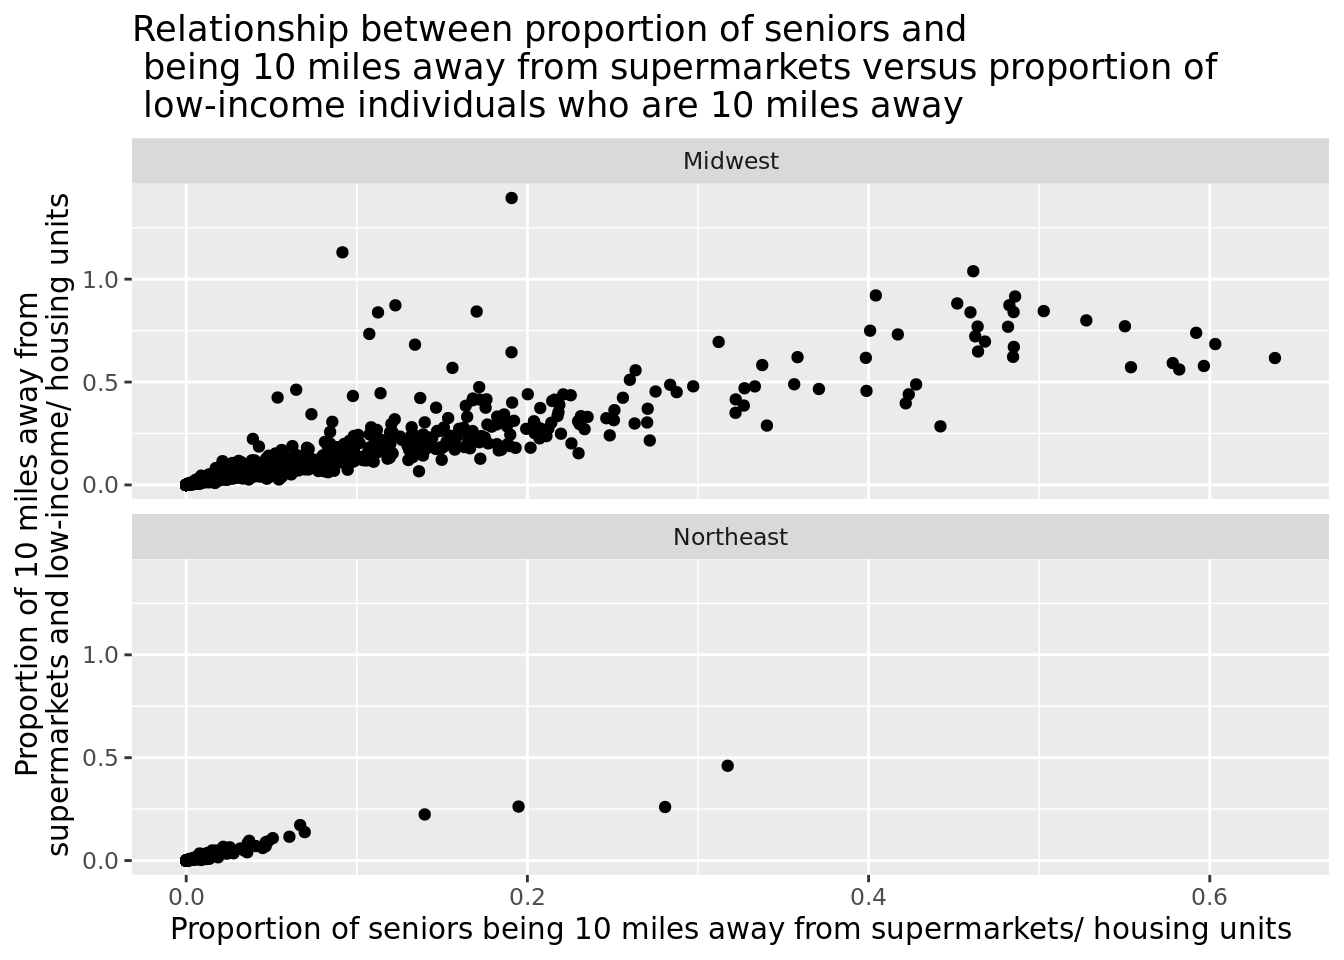 Relationship between proportion of seniors and
being 10 miles away from supermarkets versus proportion of
low-income individuals who are 10 miles away
Midwest
Proportion of 10 miles away from
supermarkets and low-income/ housing units
1.0
0.5
0.0
Northeast
1.0
0.5
0.0
0.0 0.2 0.4 0.6
Proportion of seniors being 10 miles away from supermarkets/ housing units